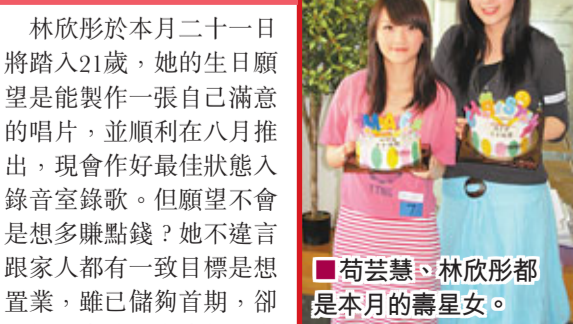 林欣彤於本月二十一日
將踏入21歲，她的生日願
望是能製作一張自己滿意
的唱片，並順利在八月推
出，現會作好最佳狀態入
錄音室錄歌。但願望不會
是想多賺點錢？她不違言
跟家人都有一致目標是想
置業，雖已儲夠首期，卻
■苟芸慧、林欣彤都
是本月的壽星女。
7